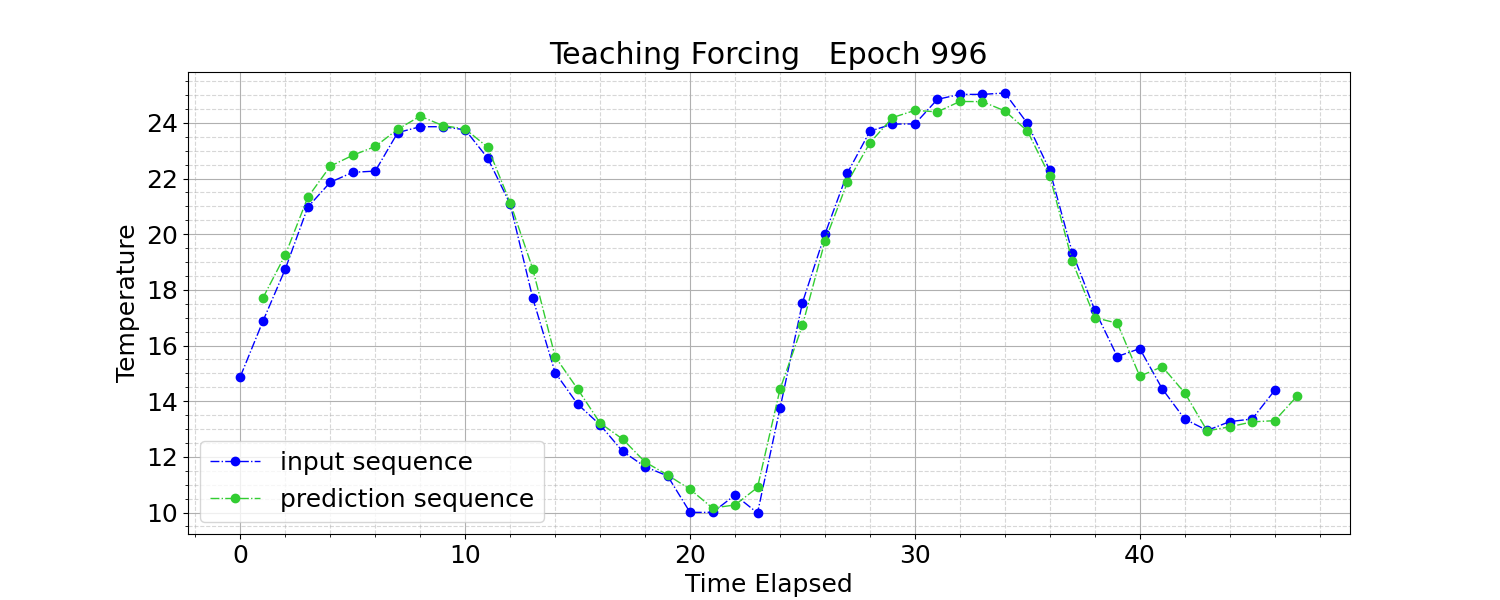 Teaching Forcing   Epoch 996
24
22
20
18
16
14
12
10
Temperature
input sequence
prediction sequence
0 10 20 30 40
Time Elapsed